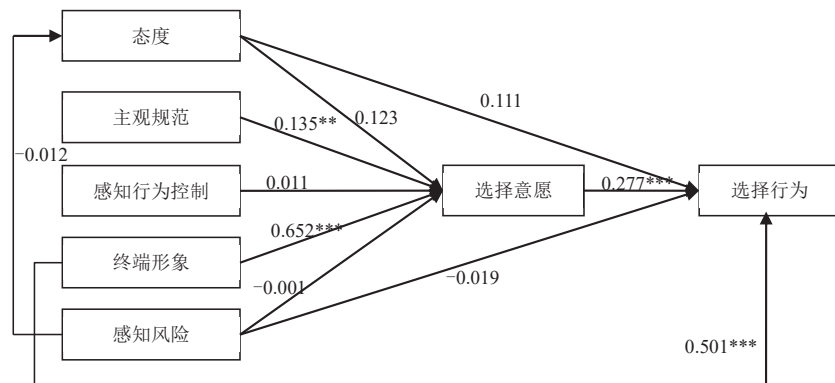 态度
0.111
主观规范
0.135**
0.123
−0.012
感知行为控制
0.011
选择意愿
0.277***
选择行为
终端形象
0.652***
−0.001
−0.019
感知风险
0.501***